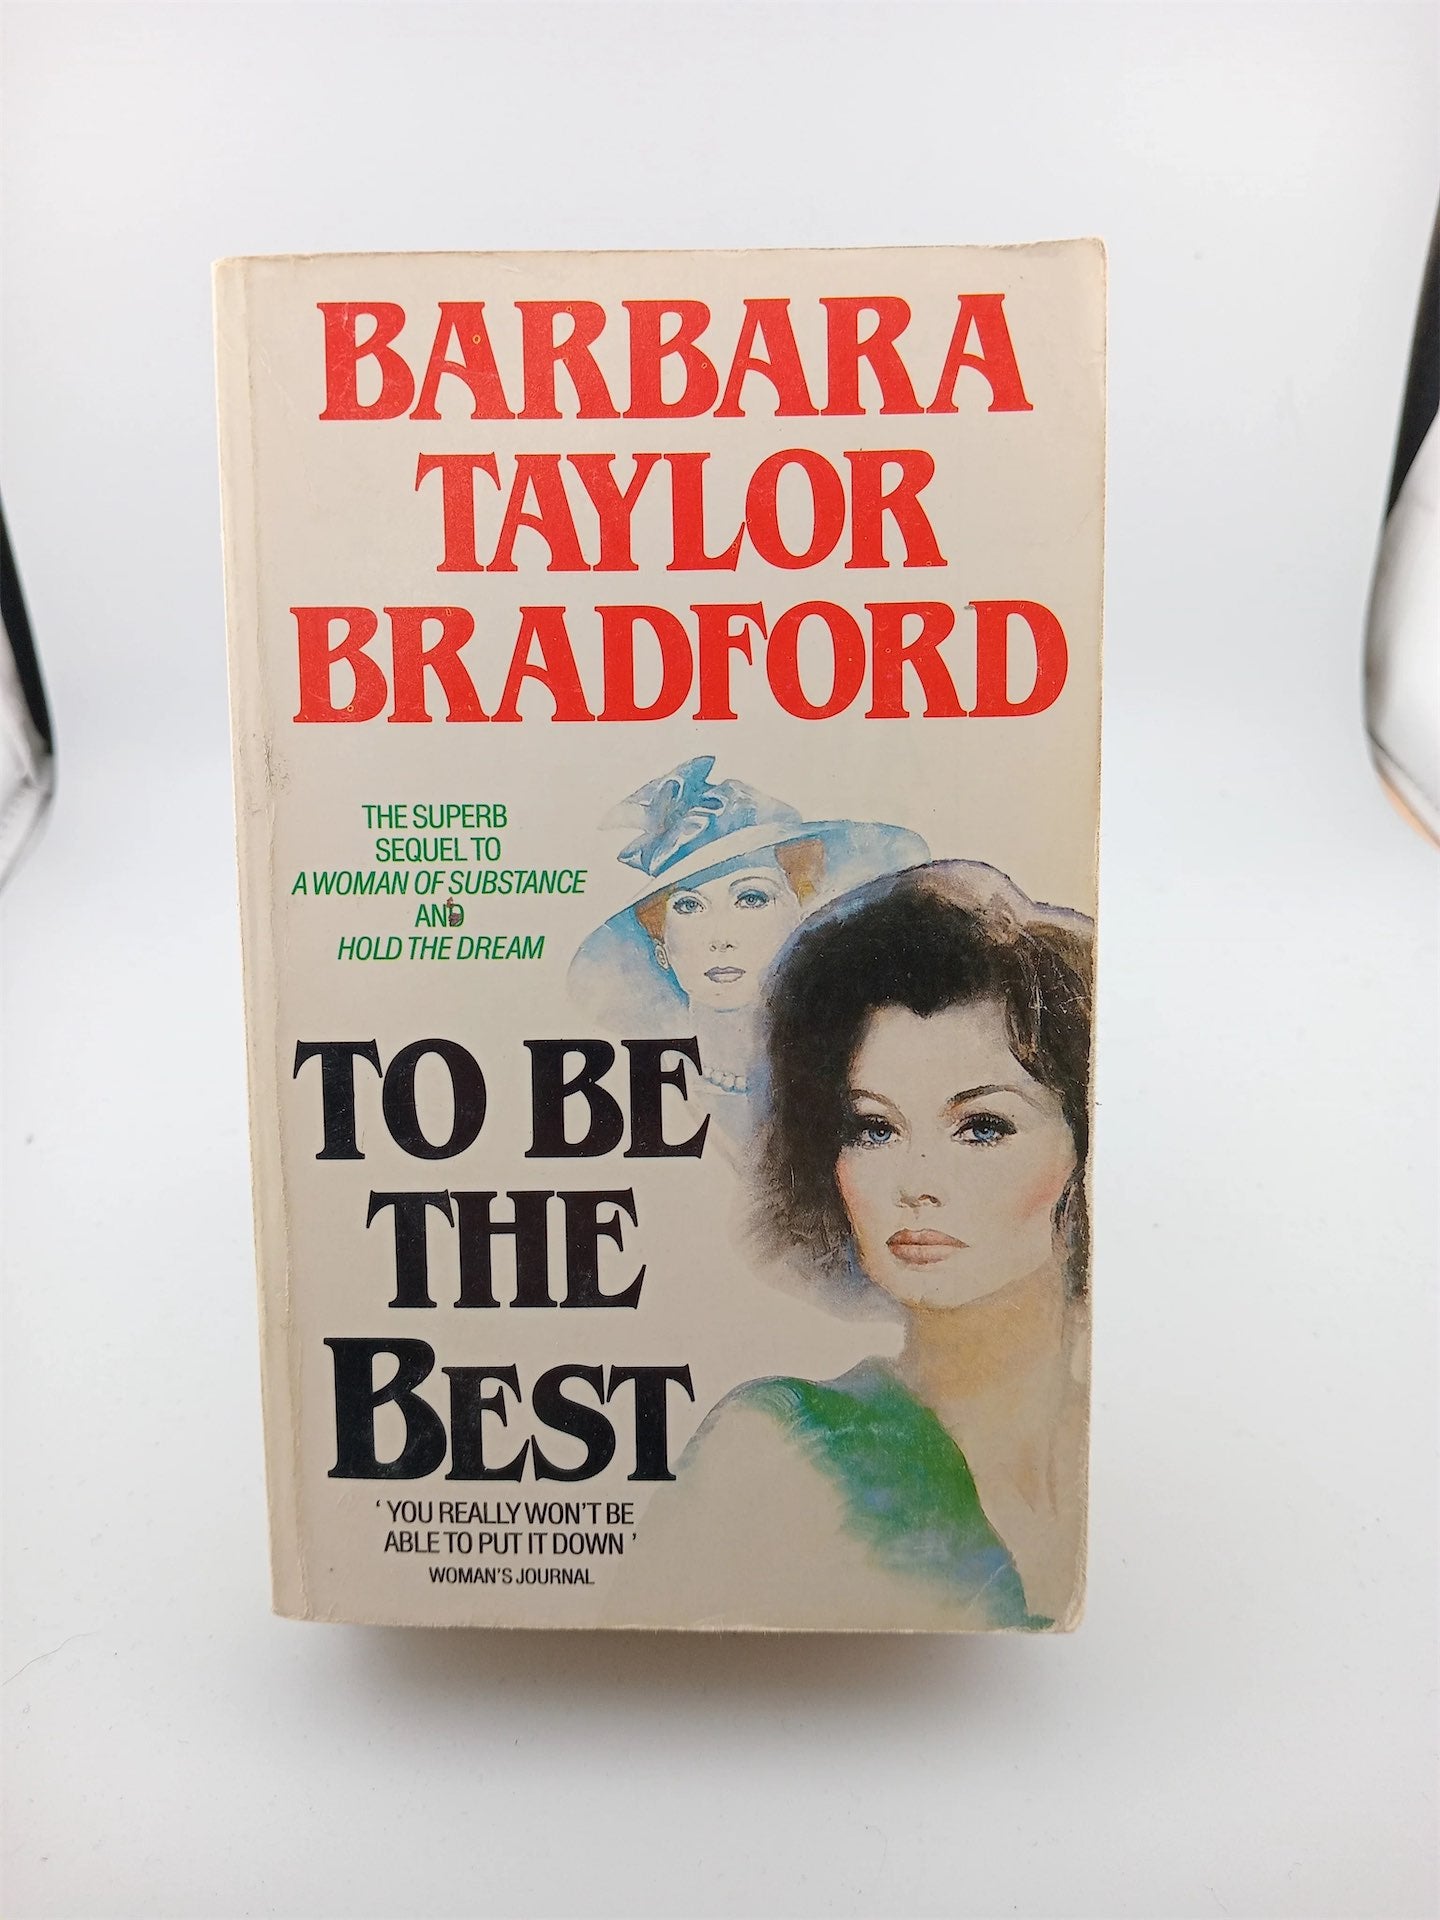 BARBARA
TAYLOR
BRADFORD
THE SUPERB
SEQUEL TO
A WOMAN OF SUBSTANCE
AND
HOLD THE DREAM
TO BE
THE
BEST
‘ YOU REALLY WON'T BE
ABLE TO PUT IT DOWN ’
WOMAN'S JOURNAL